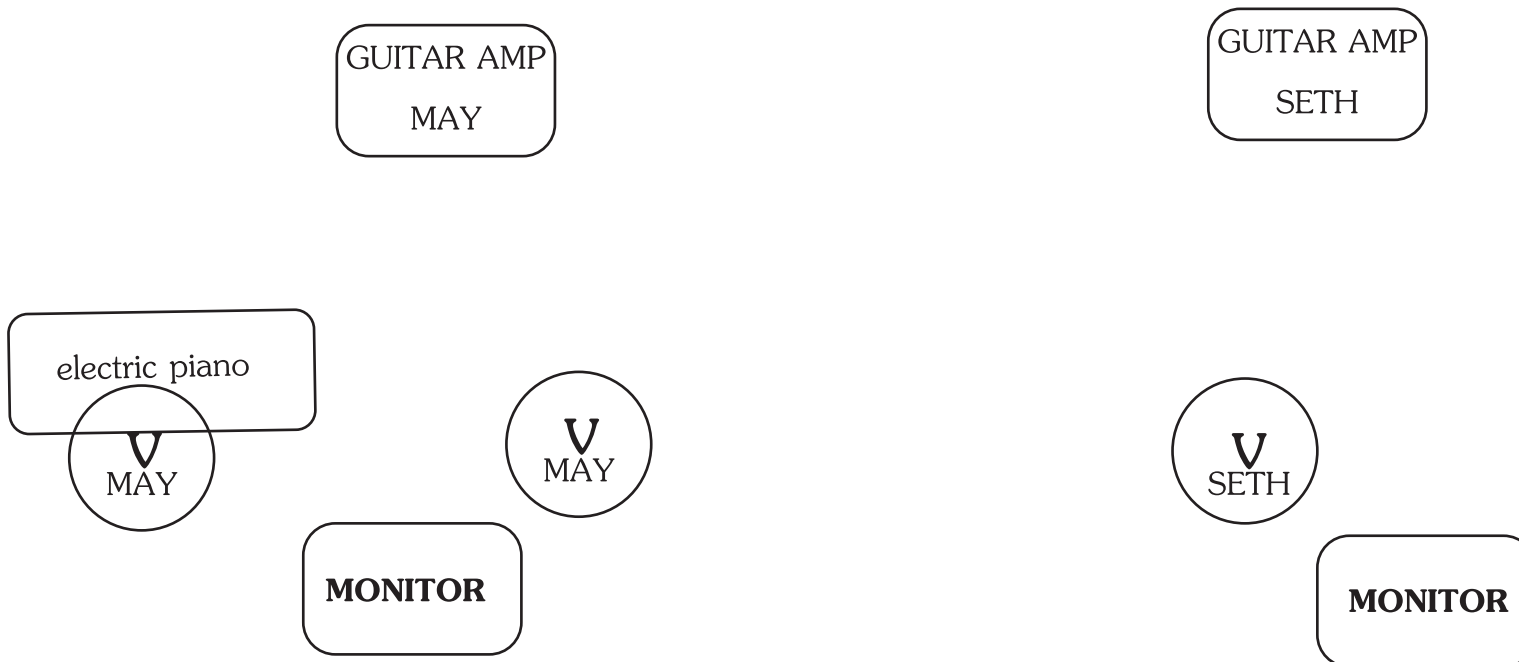 GUITAR AMP
MAY
GUITAR AMP
SETH
electric piano
V
MAY
V
MAY
V
SETH
MONITOR
MONITOR